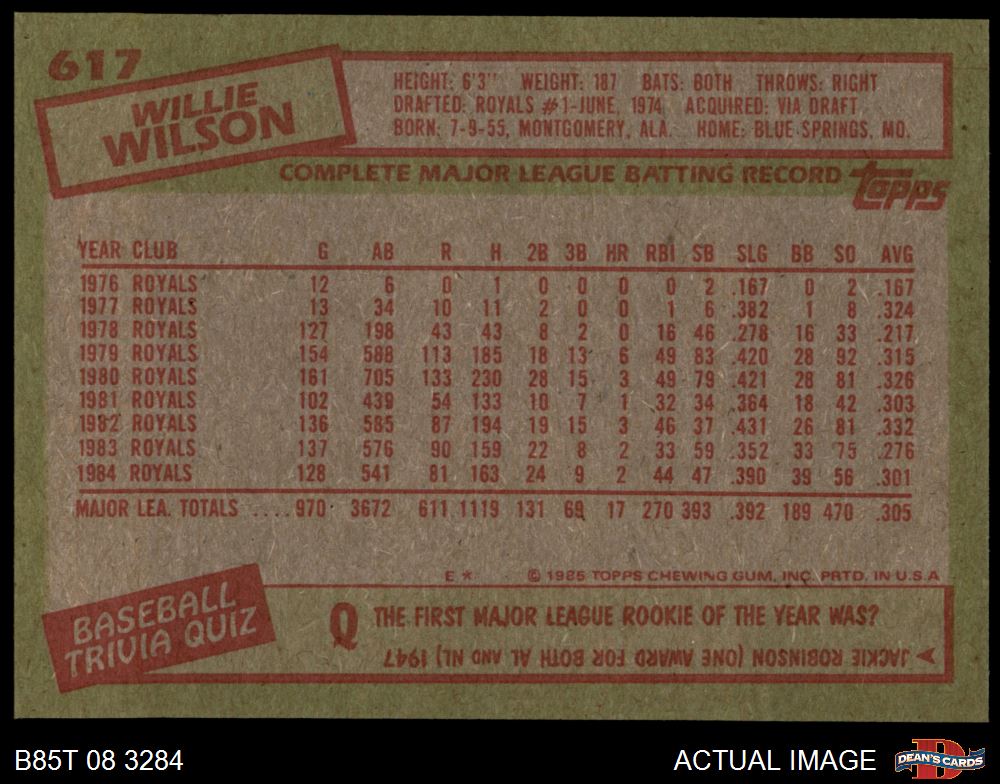 617
WILLIE
WILSON
HEIGHT: 6'3" WEIGHT: 187 BATS: BOTH THROWS: RIGHT
DRAFTED: ROYALS #1-JUNE, 1974 ACQUIRED: VIA DRAFT
BORN: 7-9-55, MONTGOMERY, ALA. HOME: BLUE SPRINGS, MO.
COMPLETE MAJOR LEAGUE BATTING RECORD topps
YEAR CLUB G AB R H 2B 3B HR RBI SB SLG BB SO AVG
1976 ROYALS 12 6 0 1 0 0 0 0 2 .167 0 2 .167
1977 ROYALS 13 34 10 11 2 0 0 1 6 .382 1 8 .324
1978 ROYALS 127 198 43 43 8 2 0 16 46 .278 16 33 .217
1979 ROYALS 154 588 113 185 18 13 6 49 83 .420 28 92 .315
1980 ROYALS 161 705 133 230 28 15 3 49 79 .421 28 81 .326
1981 ROYALS 102 439 54 133 10 7 1 32 34 .364 18 42 .303
1982 ROYALS 136 585 87 194 19 15 3 46 37 .431 26 81 .332
1983 ROYALS 137 576 90 159 22 8 2 33 59 .352 33 75 .276
1984 ROYALS 128 541 81 163 24 9 2 44 47 .390 39 56 .301
MAJOR LEA. TOTALS ....970 3672 611 1119 131 69 17 270 393 .392 189 470 .305
E * © 1985 TOPPS CHEWING GUM, INC. PRTD. IN U.S.A
BASEBALL
TRIVIA QUIZ
Q THE FIRST MAJOR LEAGUE ROOKIE OF THE YEAR WAS?
JACKIE ROBINSON (ONE AWARD FOR BOTH AL AND NL) 1947
B85T 08 3284
ACTUAL IMAGE
D
DEAN'S CARDS